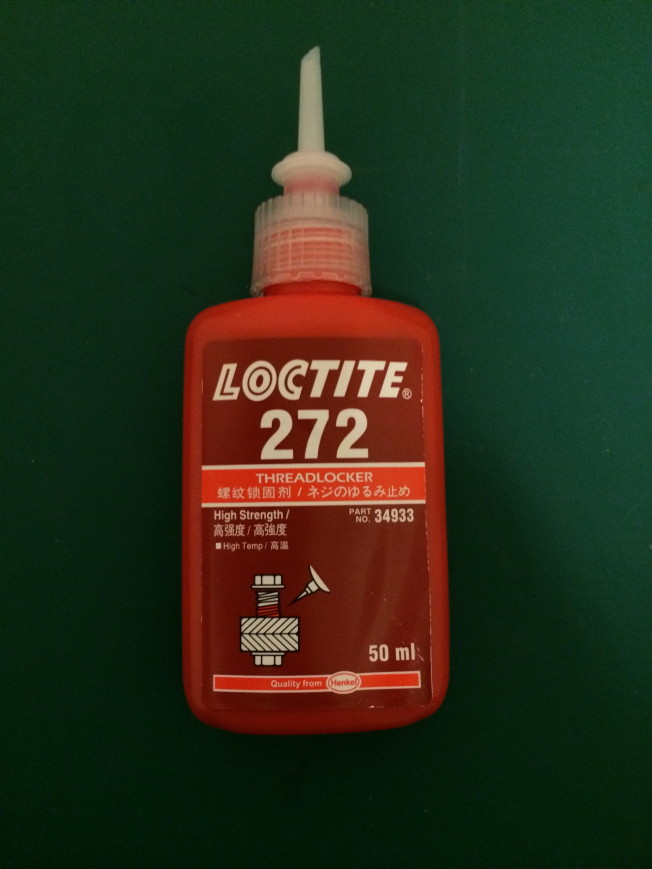 LOCTITE®
272
THREADLOCKER
螺纹锁固剂 / ネジのゆるみ止め
High Strength /
高强度 / 高強度
■ High Temp / 高温
PART NO. 34933
50 ml
Quality from Henkel